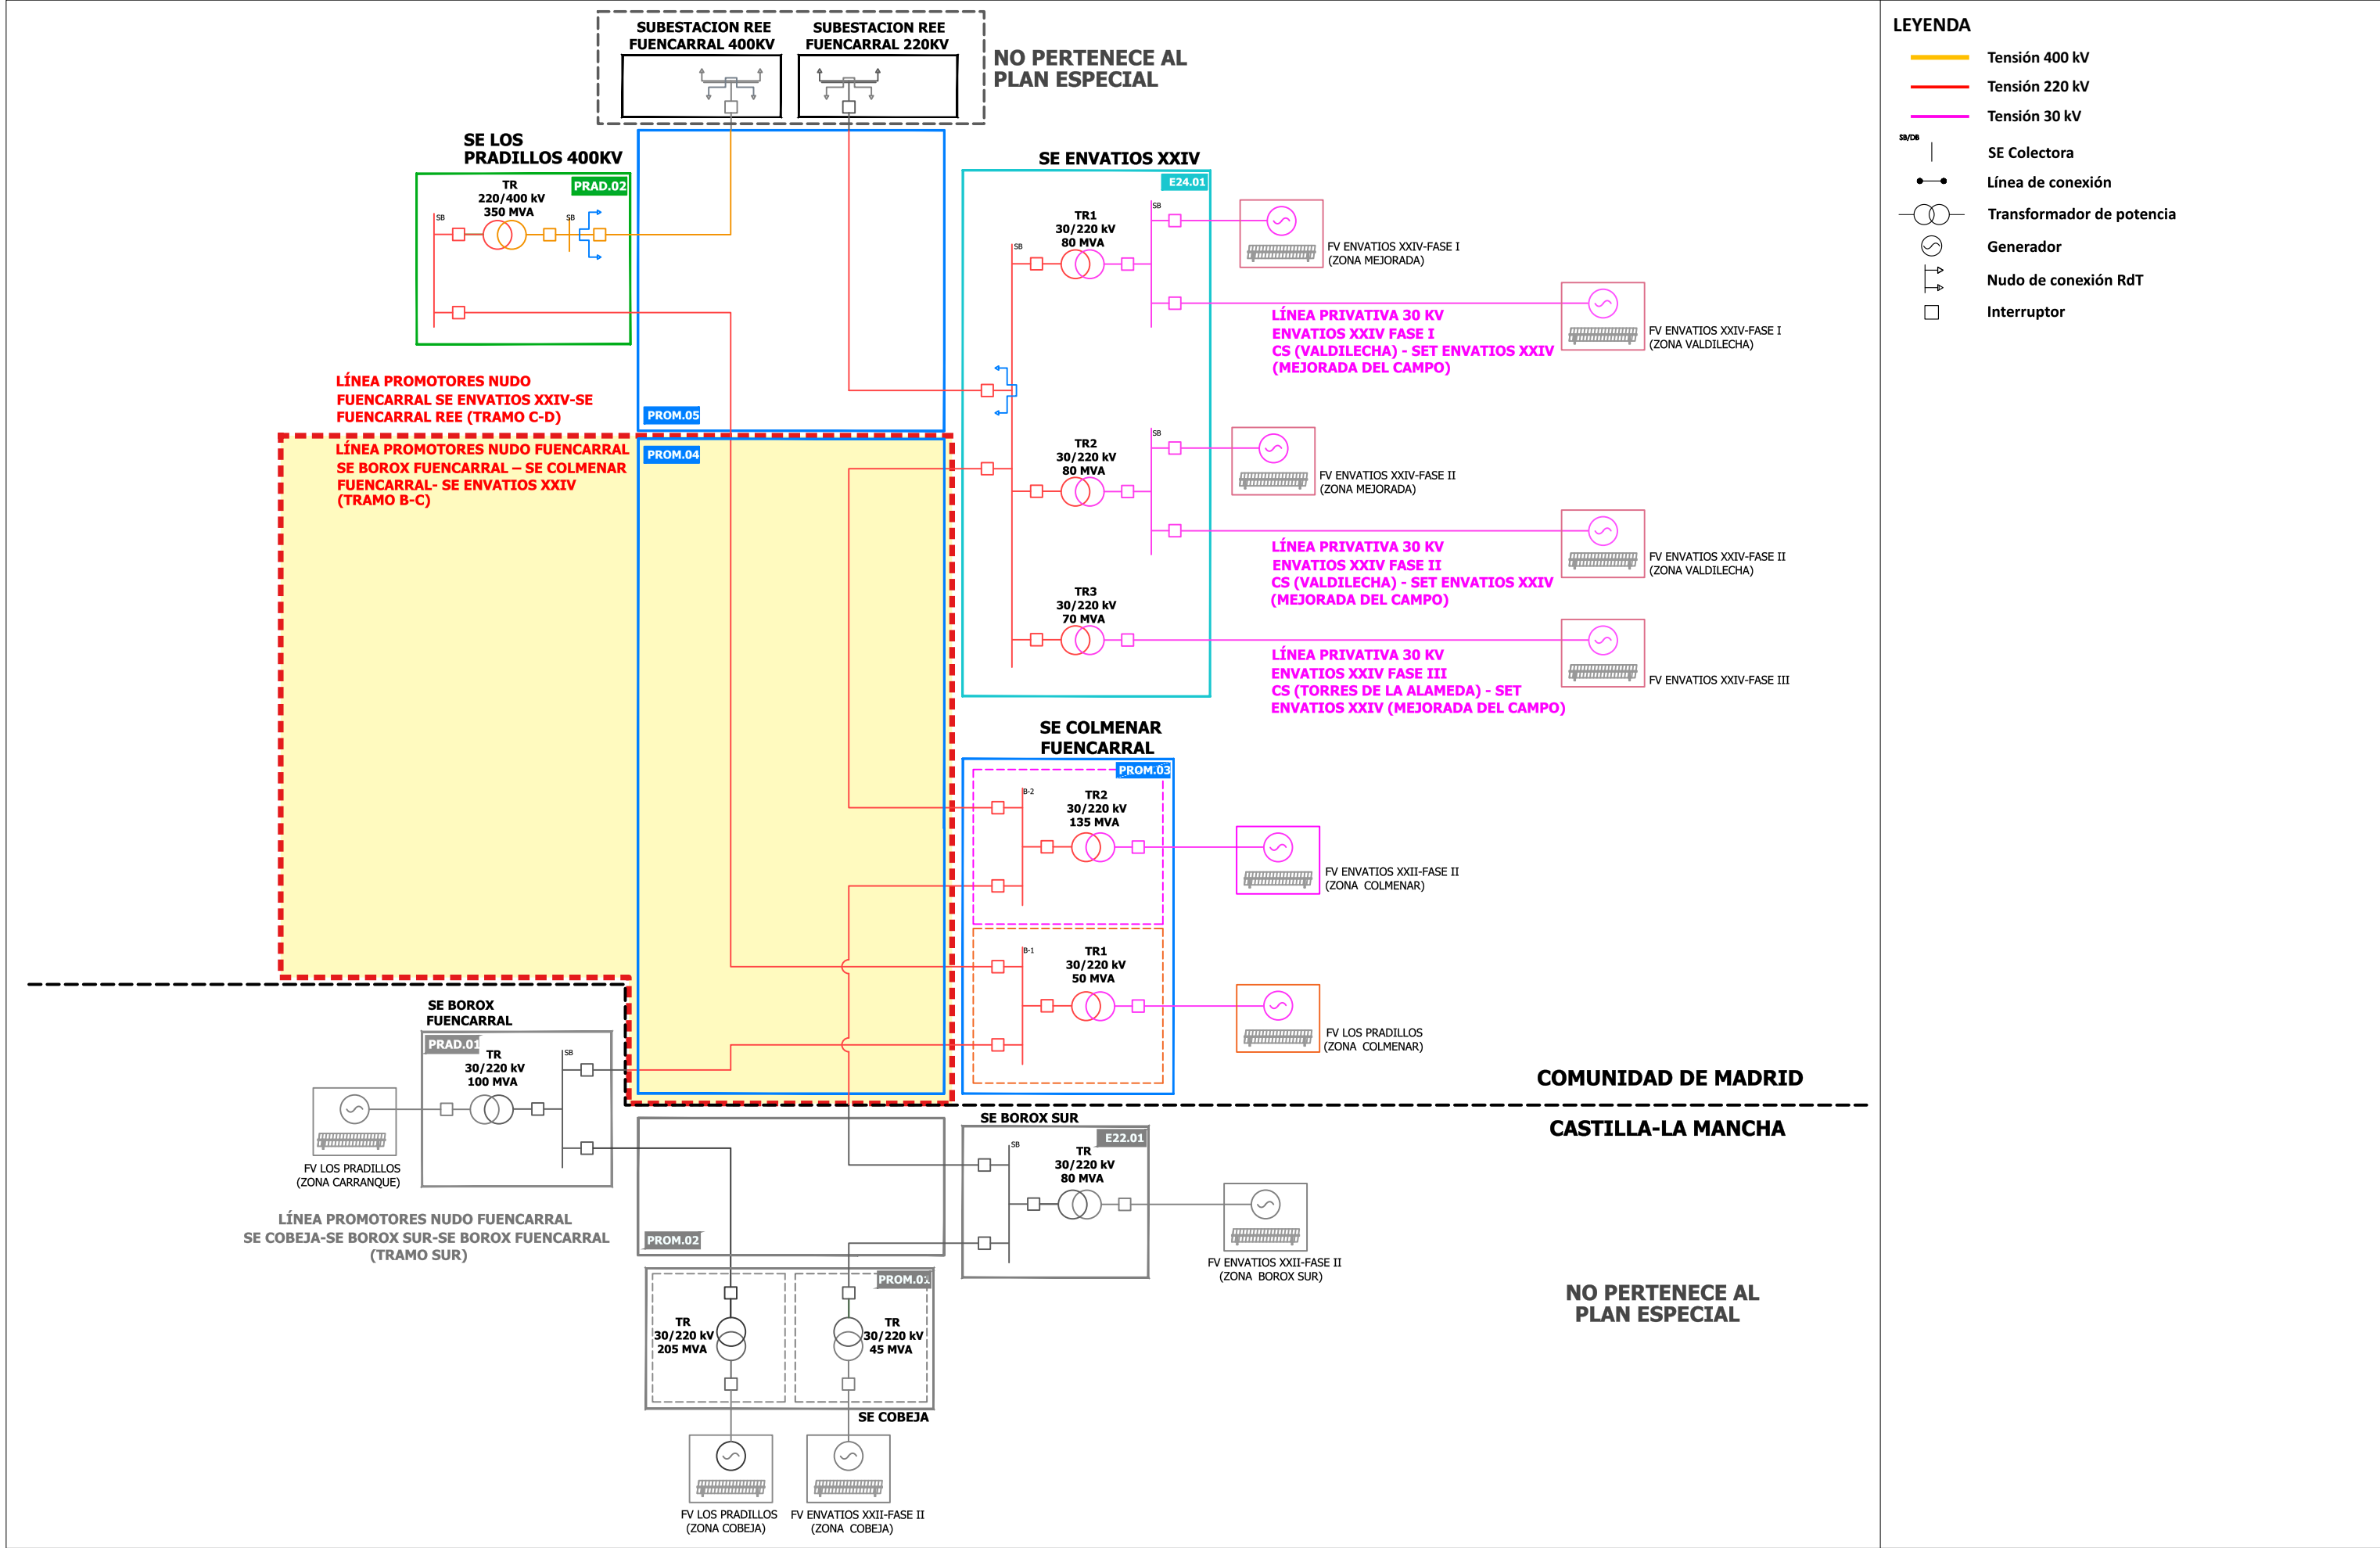 SUBESTACION REE
FUENCARRAL 400KV
SUBESTACION REE
FUENCARRAL 220KV
NO PERTENECE AL
PLAN ESPECIAL
SE LOS
PRADILLOS 400KV
PRAD.02
TR
220/400 kV
350 MVA
SB
SB
LÍNEA PROMOTORES NUDO
FUENCARRAL SE ENVATIOS XXIV-SE
FUENCARRAL REE (TRAMO C-D)
PROM.05
LÍNEA PROMOTORES NUDO FUENCARRAL
SE BOROX FUENCARRAL – SE COLMENAR
FUENCARRAL- SE ENVATIOS XXIV
(TRAMO B-C)
PROM.04
SE ENVATIOS XXIV
E24.01
SB
TR1
30/220 kV
80 MVA
SB
FV ENVATIOS XXIV-FASE I
(ZONA MEJORADA)
LÍNEA PRIVATIVA 30 KV
ENVATIOS XXIV FASE I
CS (VALDILECHA) - SET ENVATIOS XXIV
(MEJORADA DEL CAMPO)
FV ENVATIOS XXIV-FASE I
(ZONA VALDILECHA)
TR2
30/220 kV
80 MVA
SB
FV ENVATIOS XXIV-FASE II
(ZONA MEJORADA)
LÍNEA PRIVATIVA 30 KV
ENVATIOS XXIV FASE II
CS (VALDILECHA) - SET ENVATIOS XXIV
(MEJORADA DEL CAMPO)
FV ENVATIOS XXIV-FASE II
(ZONA VALDILECHA)
TR3
30/220 kV
70 MVA
LÍNEA PRIVATIVA 30 KV
ENVATIOS XXIV FASE III
CS (TORRES DE LA ALAMEDA) - SET
ENVATIOS XXIV (MEJORADA DEL CAMPO)
FV ENVATIOS XXIV-FASE III
SE COLMENAR
FUENCARRAL
PROM.03
B-2
TR2
30/220 kV
135 MVA
FV ENVATIOS XXII-FASE II
(ZONA COLMENAR)
B-1
TR1
30/220 kV
50 MVA
FV LOS PRADILLOS
(ZONA COLMENAR)
COMUNIDAD DE MADRID
CASTILLA-LA MANCHA
SE BOROX
FUENCARRAL
PRAD.01
TR
30/220 kV
100 MVA
SB
FV LOS PRADILLOS
(ZONA CARRANQUE)
LÍNEA PROMOTORES NUDO FUENCARRAL
SE COBEJA-SE BOROX SUR-SE BOROX FUENCARRAL
(TRAMO SUR)
PROM.02
SE BOROX SUR
E22.01
SB
TR
30/220 kV
80 MVA
FV ENVATIOS XXII-FASE II
(ZONA BOROX SUR)
NO PERTENECE AL
PLAN ESPECIAL
PROM.01
TR
30/220 kV
205 MVA
TR
30/220 kV
45 MVA
SE COBEJA
FV LOS PRADILLOS
(ZONA COBEJA)
FV ENVATIOS XXII-FASE II
(ZONA COBEJA)
LEYENDA
Tensión 400 kV
Tensión 220 kV
Tensión 30 kV
SB/DB
SE Colectora
Línea de conexión
Transformador de potencia
Generador
Nudo de conexión RdT
Interruptor